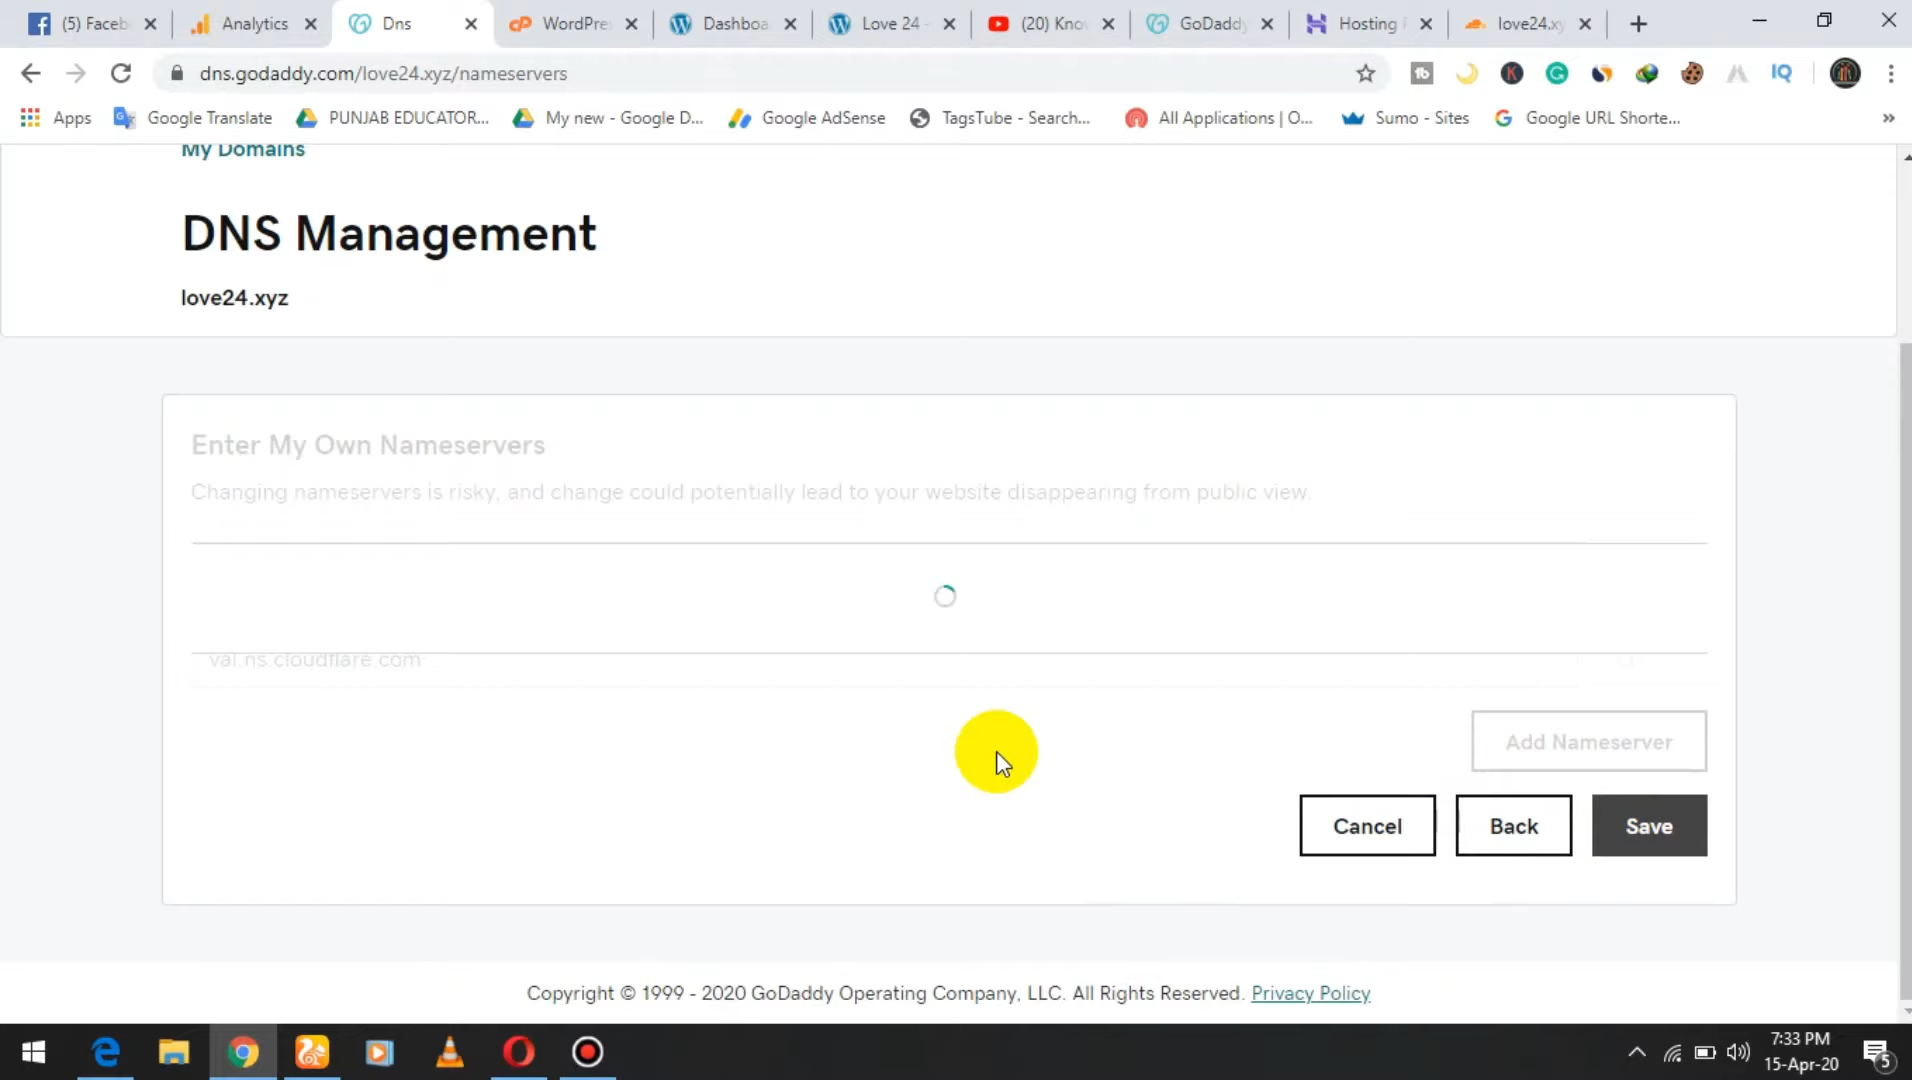 (5) Faceb
Analytics
Dns
WordPre
Dashboa
Love 24 -
(20) Kno
GoDaddy
Hosting
love24.xy
dns.godaddy.com/love24.xyz/nameservers
Apps
Google Translate
PUNJAB EDUCATOR...
My new - Google D...
Google AdSense
TagsTube - Search...
All Applications | O...
Sumo - Sites
Google URL Shorte...
»
My Domains
DNS Management
love24.xyz
Enter My Own Nameservers
Changing nameservers is risky, and change could potentially lead to your website disappearing from public view.
val.ns.cloudflare.com
Add Nameserver
Cancel
Back
Save
Copyright © 1999 - 2020 GoDaddy Operating Company, LLC. All Rights Reserved. Privacy Policy
7:33 PM
15-Apr-20
5